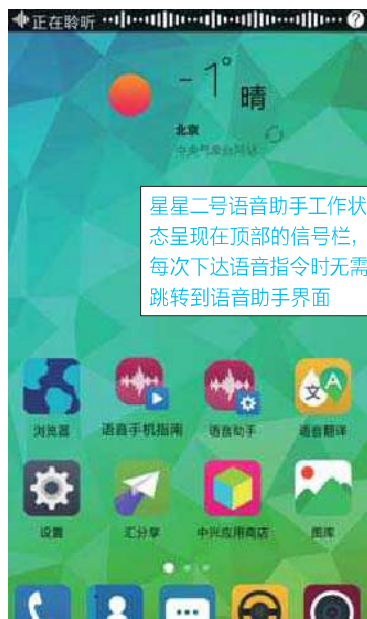 正在聆听
?
-1°
晴
北京
中央气象台网站
星星二号语音助手工作状
态呈现在顶部的信号栏，
每次下达语音指令时无需
跳转到语音助手界面
文 A
浏览器 语音手机指南 语音助手 语音翻译
设置 汇分享 中兴应用商店 图库